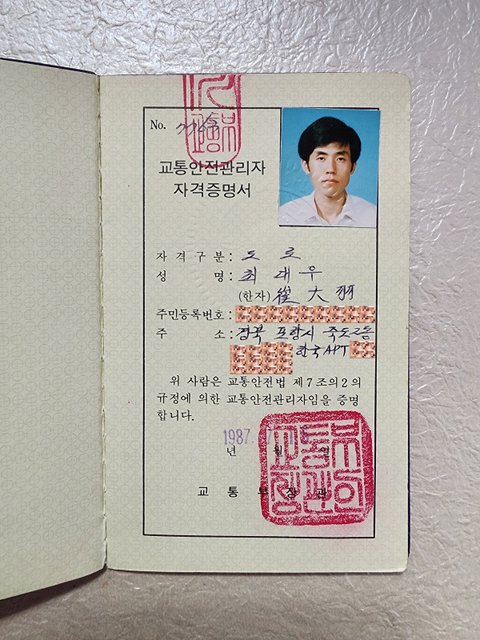 No.
교통안전관리자
자격증명서
자 격 구 분 : 도 로
성 명 : 최 대 우
(한자) 崔 大 羽
주민등록번호 :
주 소 : 경북 포항시 죽도2동
한국APT
위 사람은 교통안전법 제7조의2의
규정에 의한 교통안전관리자임을 증명
합니다.
1987.
년 월 일
교 통 부 장 관